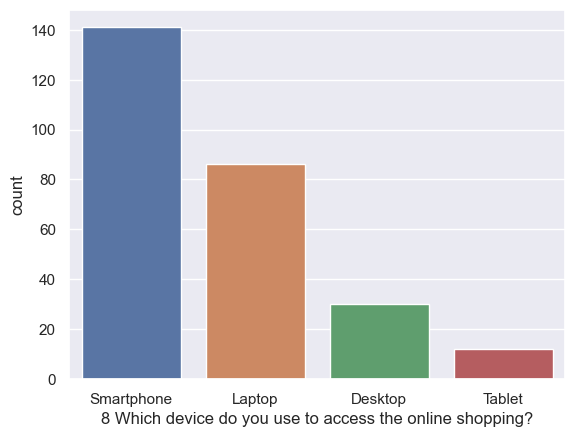 140
120
100
80
60
40
20
0
count
Smartphone Laptop Desktop Tablet
8 Which device do you use to access the online shopping?